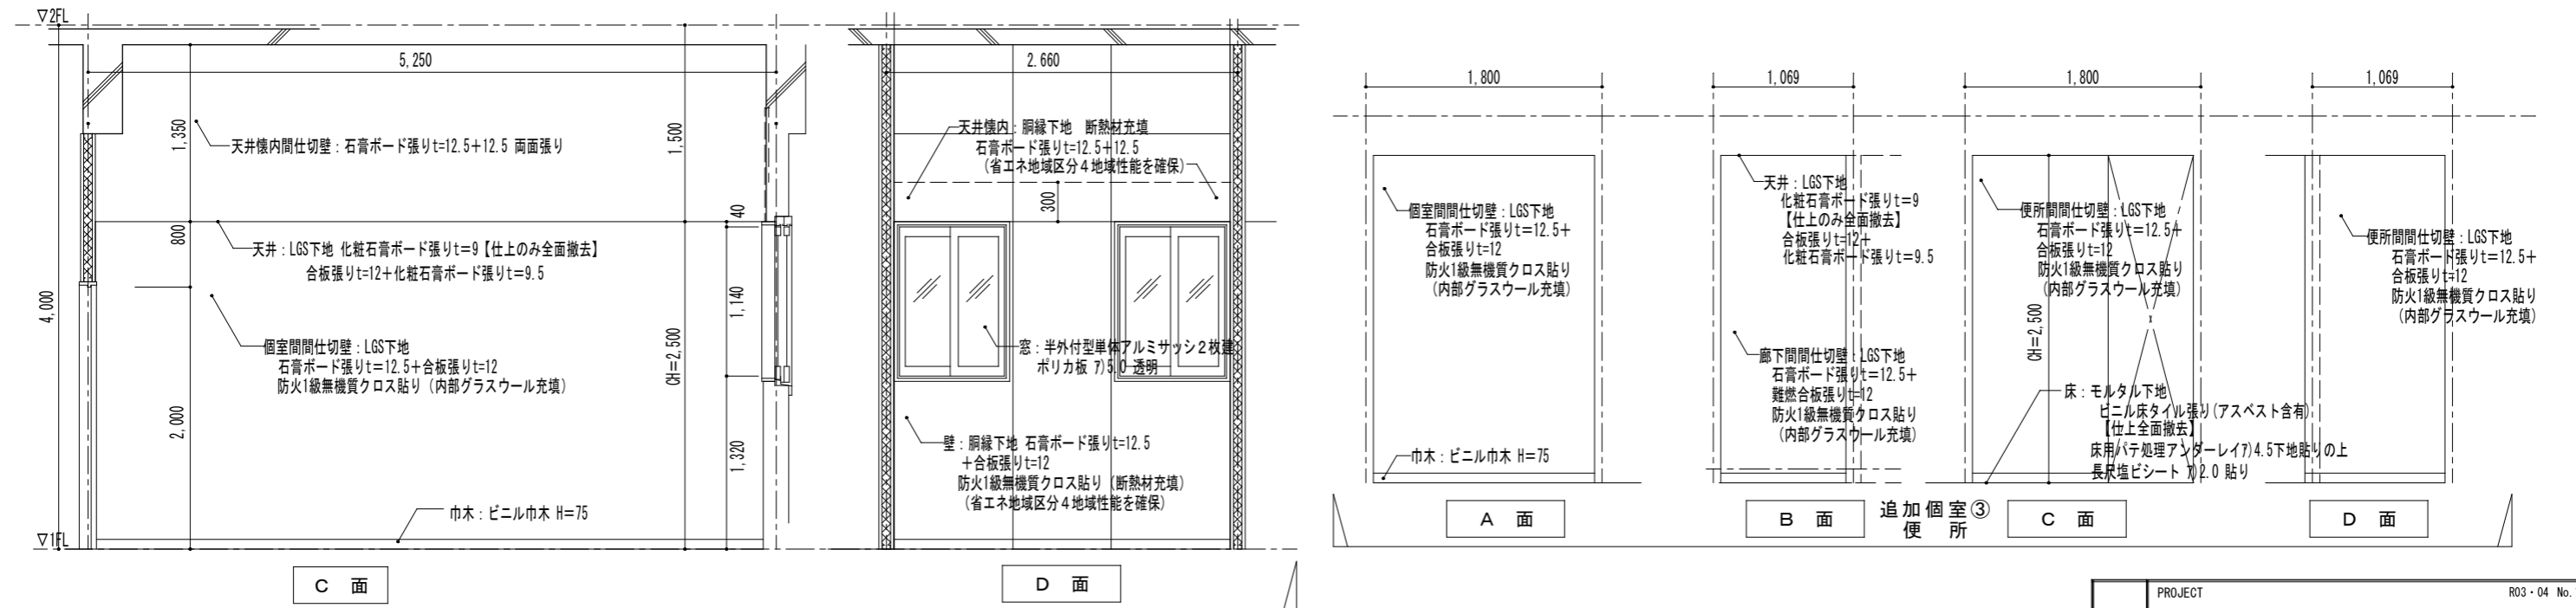 ▽2FL
5,250
1,350
1,500
天井懐内間仕切壁：石膏ボード張りt=12.5＋12.5 両面張り
40
800
天井：LGS下地 化粧石膏ボード張りt=9【仕上のみ全面撤去】
合板張りt=12＋化粧石膏ボード張りt=9.5
4,000
1,140
個室間間仕切壁：LGS下地
石膏ボード張りt=12.5＋合板張りt=12
防火1級無機質クロス貼り（内部グラスウール充填）
CH=2,500
2,000
1,320
巾木：ビニル巾木 H=75
▽1FL
C 面
2.660
天井懐内：胴縁下地 断熱材充填
石膏ボード張りt=12.5＋12.5
（省エネ地域区分４地域性能を確保）
300
窓：半外付型単体アルミサッシ２枚建
ポリカ板 ｱ)5.0 透明
壁：胴縁下地 石膏ボード張りt=12.5
＋合板張りt=12
防火1級無機質クロス貼り（断熱材充填）
（省エネ地域区分４地域性能を確保）
D 面
1,800
個室間間仕切壁：LGS下地
石膏ボード張りt=12.5＋
合板張りt=12
防火1級無機質クロス貼り
（内部グラスウール充填）
巾木：ビニル巾木 H=75
A 面
1,069
天井：LGS下地
化粧石膏ボード張りt=9
【仕上のみ全面撤去】
合板張りt=12＋
化粧石膏ボード張りt=9.5
廊下間間仕切壁：LGS下地
石膏ボード張りt=12.5＋
難燃合板張りt=12
防火1級無機質クロス貼り
（内部グラスウール充填）
B 面
追加個室③
便 所
1,800
便所間間仕切壁：LGS下地
石膏ボード張りt=12.5＋
合板張りt=12
防火1級無機質クロス貼り
（内部グラスウール充填）
CH=2,500
床：モルタル下地
ビニル床タイル張り(アスベスト含有)
【仕上全面撤去】
床用パテ処理アンダーレイｱ)4.5下地貼りの上
長尺塩ビシート ｱ)2.0 貼り
C 面
1,069
便所間間仕切壁：LGS下地
石膏ボード張りt=12.5＋
合板張りt=12
防火1級無機質クロス貼り
（内部グラスウール充填）
D 面
PROJECT
R03・04 No.